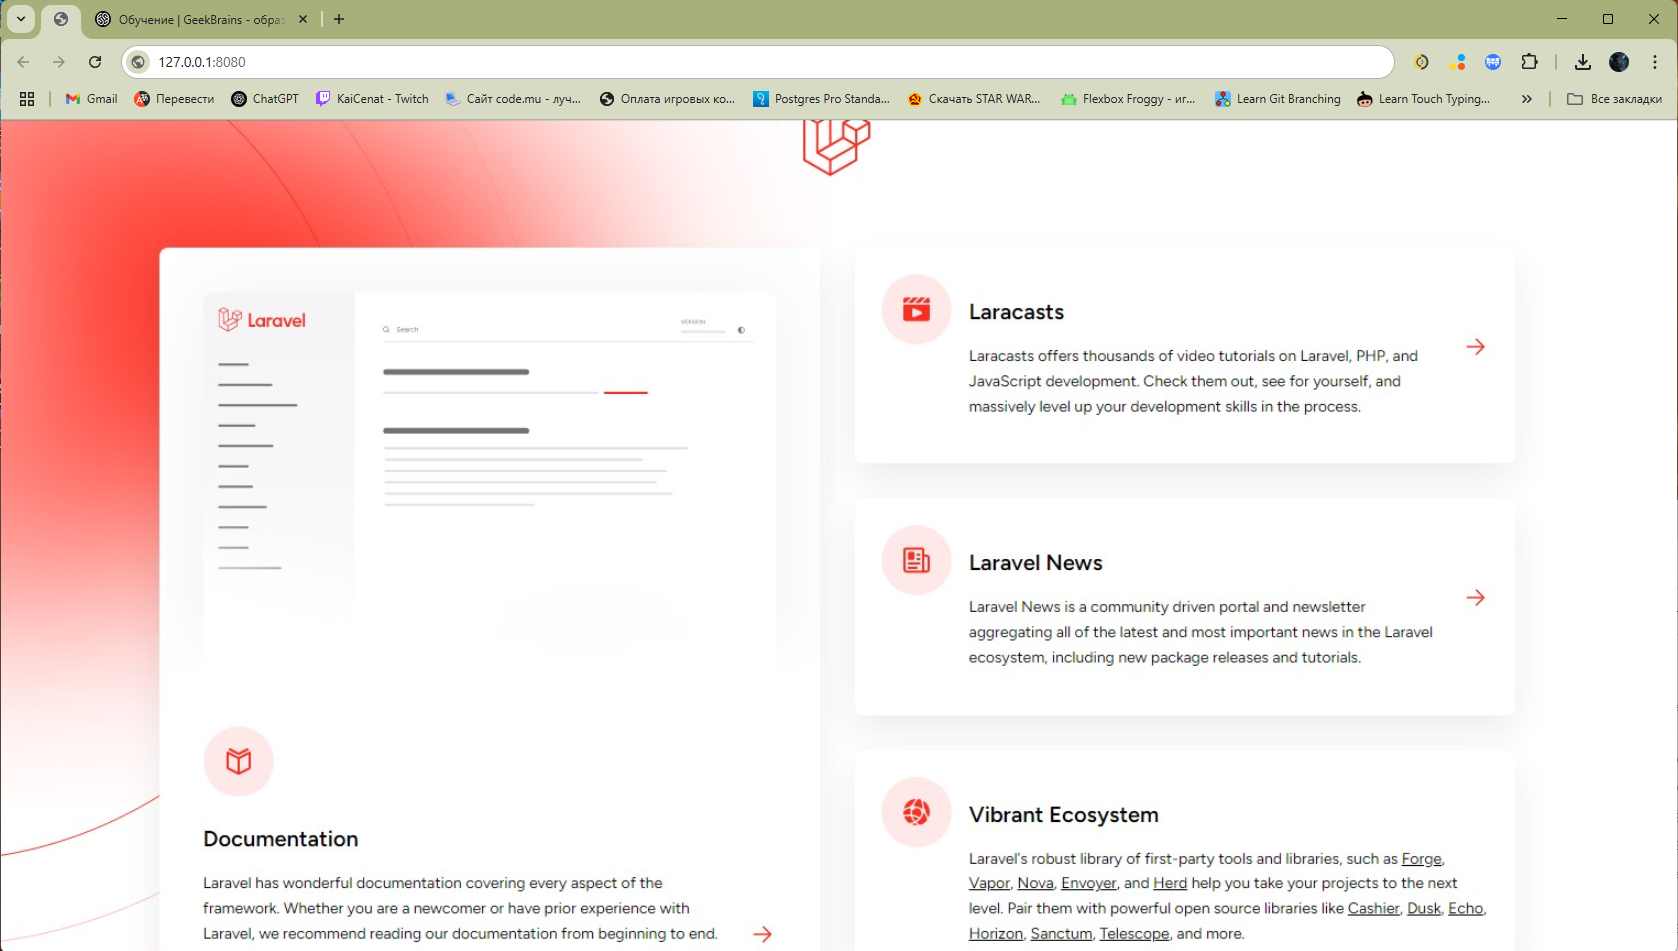 Обучение | GeekBrains - образ
127.0.0.1:8080
Gmail
Перевести
ChatGPT
KaiCenat - Twitch
Сайт code.mu - луч...
Оплата игровых ко...
Postgres Pro Standa...
Скачать STAR WAR...
Flexbox Froggy - иг...
Learn Git Branching
Learn Touch Typing...
Все закладки
Laravel
Search
VERSION
Documentation
Laravel has wonderful documentation covering every aspect of the
framework. Whether you are a newcomer or have prior experience with
Laravel, we recommend reading our documentation from beginning to end.
Laracasts
Laracasts offers thousands of video tutorials on Laravel, PHP, and
JavaScript development. Check them out, see for yourself, and
massively level up your development skills in the process.
Laravel News
Laravel News is a community driven portal and newsletter
aggregating all of the latest and most important news in the Laravel
ecosystem, including new package releases and tutorials.
Vibrant Ecosystem
Laravel's robust library of first-party tools and libraries, such as Forge,
Vapor, Nova, Envoyer, and Herd help you take your projects to the next
level. Pair them with powerful open source libraries like Cashier, Dusk, Echo,
Horizon, Sanctum, Telescope, and more.